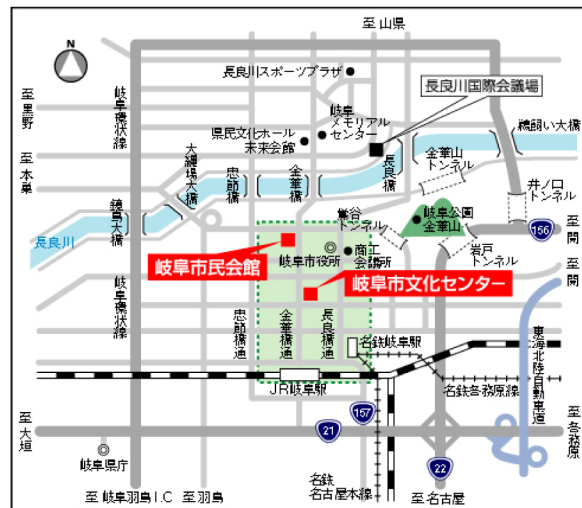 至山県
N
長良川スポーツプラザ
長良川国際会議場
至黒野
岐阜環状線
岐阜
メモリアル
センター
県民文化ホール
未来会館
鵜飼い大橋
至本巣
大縄場大橋
忠節橋
金華橋
長良橋
金華山
トンネル
井ノ口
トンネル
鏡島大橋
長良川
鶯谷
トンネル
岐阜公園
金華山
156
至関
岐阜市民会館
岐阜市役所
商工
会議所
岩戸
トンネル
岐阜市文化センター
至関
岐阜環状線
忠節橋通
金華橋通
長良橋通
名鉄岐阜駅
東海北陸自動車道
名鉄各務原線
JR岐阜駅
157
至大垣
21
至各務原
岐阜県庁
22
名鉄
名古屋本線
至岐阜羽島I.C
至羽島
至名古屋